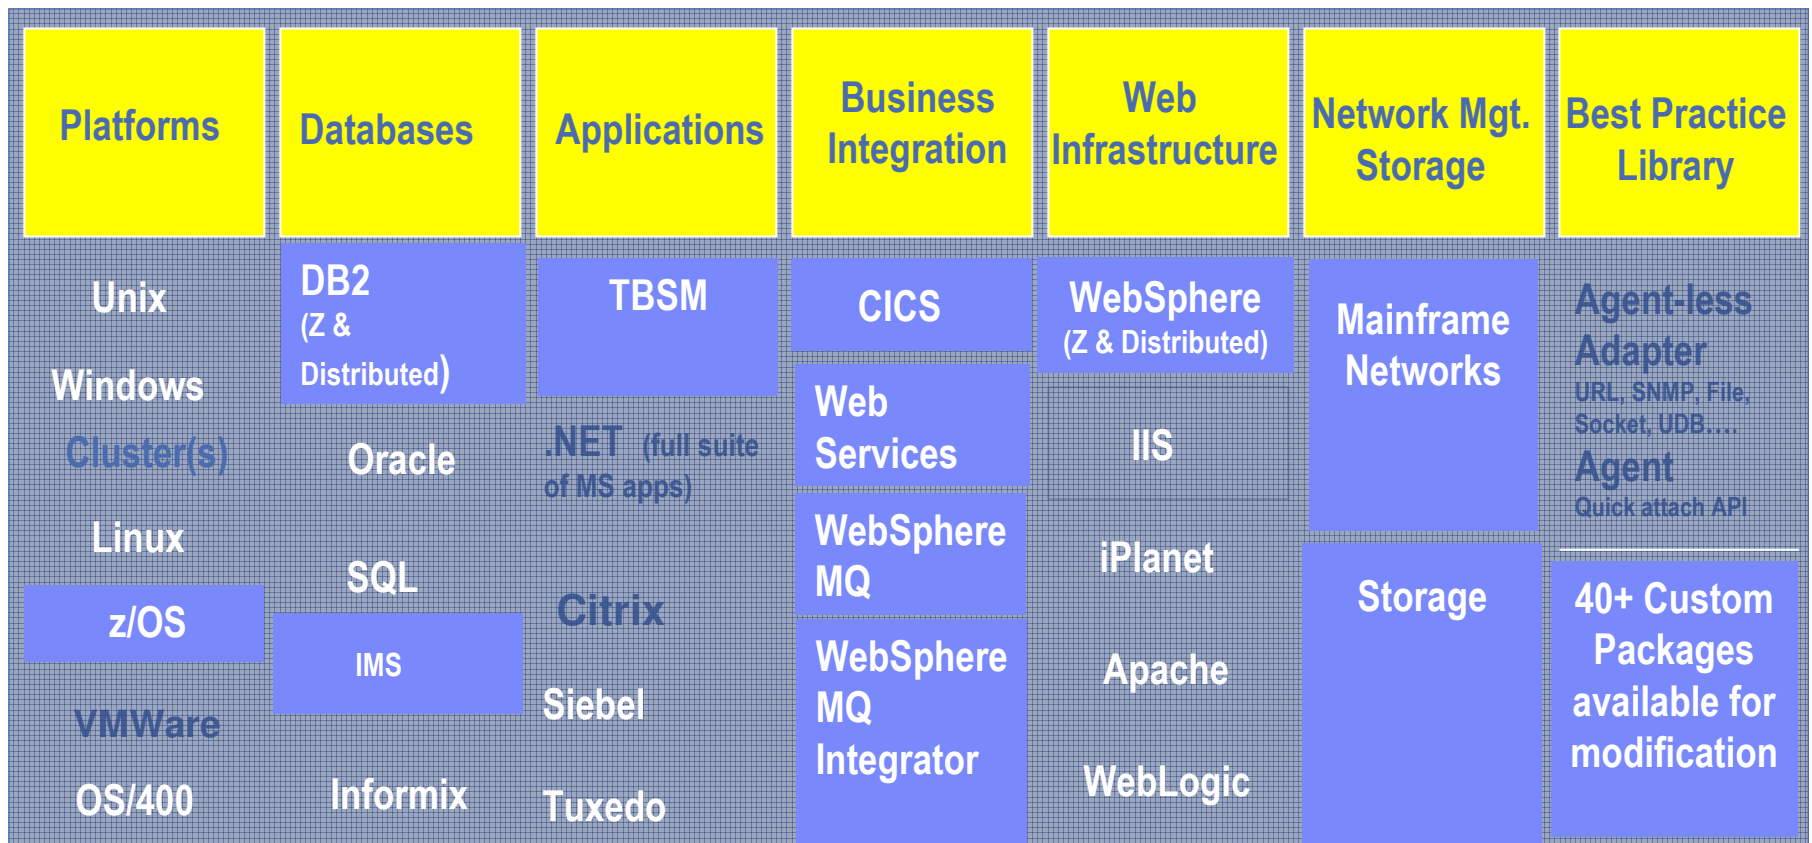 Platforms
Databases
Applications
Business
Integration
Web
Infrastructure
Network Mgt.
Storage
Best Practice
Library
Unix
Windows
Cluster(s)
Linux
z/OS
VMWare
OS/400
DB2
(Z &
Distributed)
Oracle
SQL
IMS
Informix
TBSM
.NET (full suite
of MS apps)
Citrix
Siebel
Tuxedo
CICS
Web
Services
WebSphere
MQ
WebSphere
MQ
Integrator
WebSphere
(Z & Distributed)
IIS
iPlanet
Apache
WebLogic
Mainframe
Networks
Storage
Agent-less
Adapter
URL, SNMP, File,
Socket, UDB....
Agent
Quick attach API
40+ Custom
Packages
available for
modification